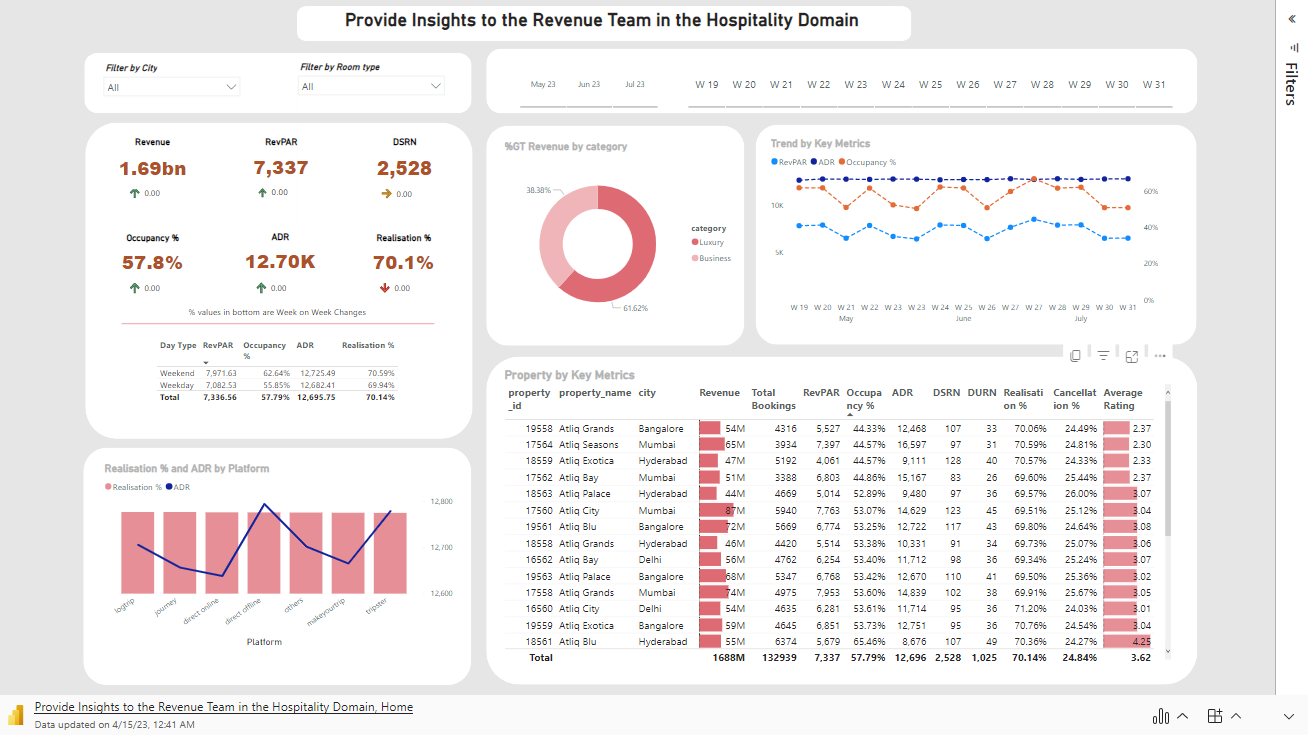 Provide Insights to the Revenue Team in the Hospitality Domain
Filters
Filter by City
All
Filter by Room type
All
May 23 Jun 23 Jul 23
W 19 W 20 W 21 W 22 W 23 W 24 W 25 W 26 W 27 W 28 W 29 W 30 W 31
Revenue RevPAR DSRN
1.69bn 7,337 2,528
0.00 0.00 0.00
Occupancy % ADR Realisation %
57.8% 12.70K 70.1%
0.00 0.00 0.00
% values in bottom are Week on Week Changes
Day Type RevPAR Occupancy % ADR Realisation %
Weekend 7,971.63 62.64% 12,725.49 70.59%
Weekday 7,082.53 55.85% 12,682.41 69.94%
Total 7,336.56 57.79% 12,695.75 70.14%
%GT Revenue by category
38.38%
61.62%
category
Luxury
Business
Trend by Key Metrics
RevPAR ADR Occupancy %
10K
5K
60%
40%
20%
0%
W 19 W 20 W 21 W 22 W 23 W 23 W 24 W 25 W 26 W 27 W 27 W 28 W 29 W 30 W 31
May June July
Realisation % and ADR by Platform
Realisation % ADR
12,800
12,700
12,600
logtrip journey direct online direct offline others makeyourtrip tripster
Platform
Property by Key Metrics
property_id property_name city Revenue Total Bookings RevPAR Occupancy % ADR DSRN DURN Realisation % Cancellation % Average Rating
19558 Atliq Grands Bangalore 54M 4316 5,527 44.33% 12,468 107 33 70.06% 24.49% 2.37
17564 Atliq Seasons Mumbai 65M 3934 7,397 44.57% 16,597 97 31 70.59% 24.81% 2.30
18559 Atliq Exotica Hyderabad 47M 5192 4,061 44.57% 9,111 128 40 70.57% 24.33% 2.33
17562 Atliq Bay Mumbai 51M 3388 6,803 44.86% 15,167 83 26 69.60% 25.44% 2.37
18563 Atliq Palace Hyderabad 44M 4669 5,014 52.89% 9,480 97 36 69.57% 26.00% 3.07
17560 Atliq City Mumbai 87M 5940 7,763 53.07% 14,629 123 45 69.51% 25.12% 3.04
19561 Atliq Blu Bangalore 72M 5669 6,774 53.25% 12,722 117 43 69.80% 24.64% 3.08
18558 Atliq Grands Hyderabad 46M 4420 5,514 53.38% 10,331 91 34 69.73% 25.07% 3.06
16562 Atliq Bay Delhi 56M 4762 6,254 53.40% 11,712 98 36 69.34% 25.24% 3.07
19563 Atliq Palace Bangalore 68M 5347 6,768 53.42% 12,670 110 41 69.50% 25.36% 3.02
17558 Atliq Grands Mumbai 74M 4975 7,953 53.60% 14,839 102 38 69.91% 25.67% 3.05
16560 Atliq City Delhi 54M 4635 6,281 53.61% 11,714 95 36 71.20% 24.03% 3.01
19559 Atliq Exotica Bangalore 59M 4645 6,851 53.73% 12,751 95 36 70.76% 24.54% 3.04
18561 Atliq Blu Hyderabad 55M 6374 5,679 65.46% 8,676 107 49 70.36% 24.27% 4.25
Total 1688M 132939 7,337 57.79% 12,696 2,528 1,025 70.14% 24.84% 3.62
Provide Insights to the Revenue Team in the Hospitality Domain, Home
Data updated on 4/15/23, 12:41 AM